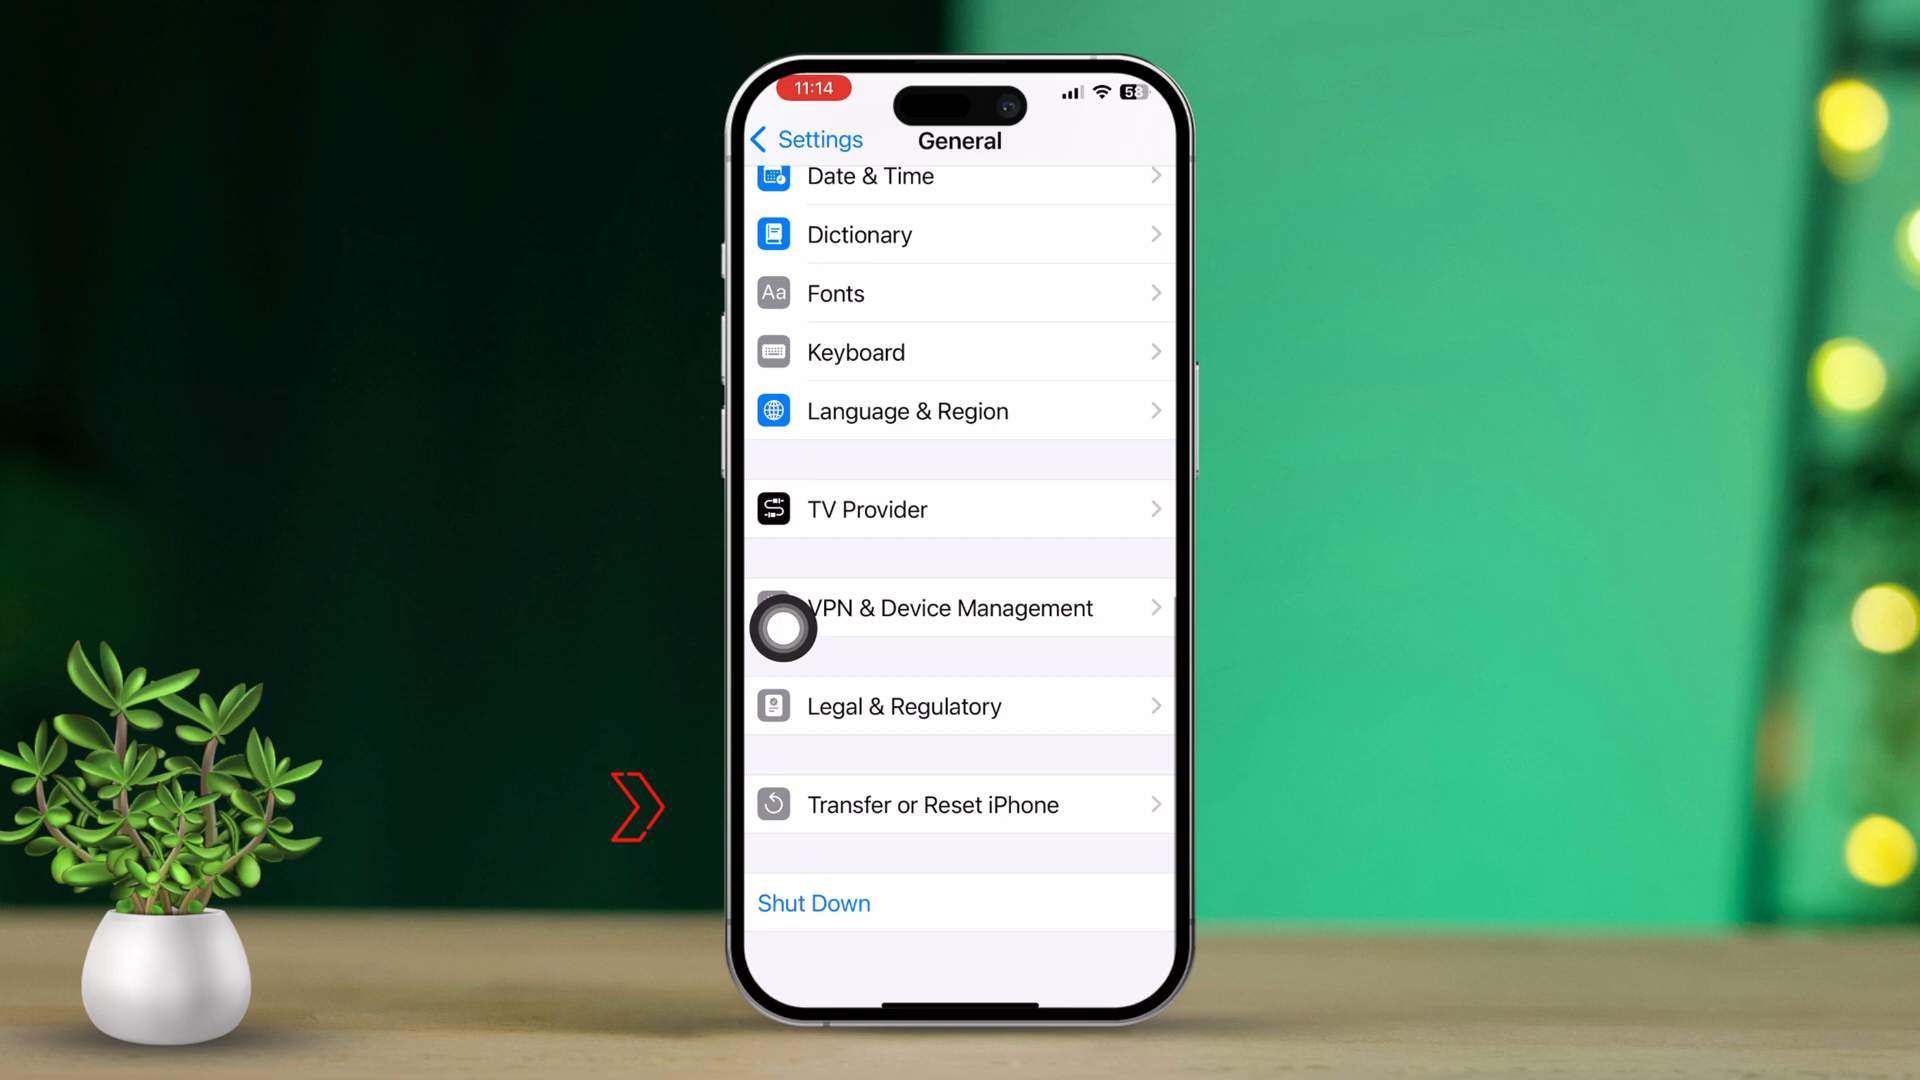 11:14
58
Settings
General
Date & Time
Dictionary
Aa
Fonts
Keyboard
Language & Region
TV Provider
VPN & Device Management
Legal & Regulatory
Transfer or Reset iPhone
Shut Down